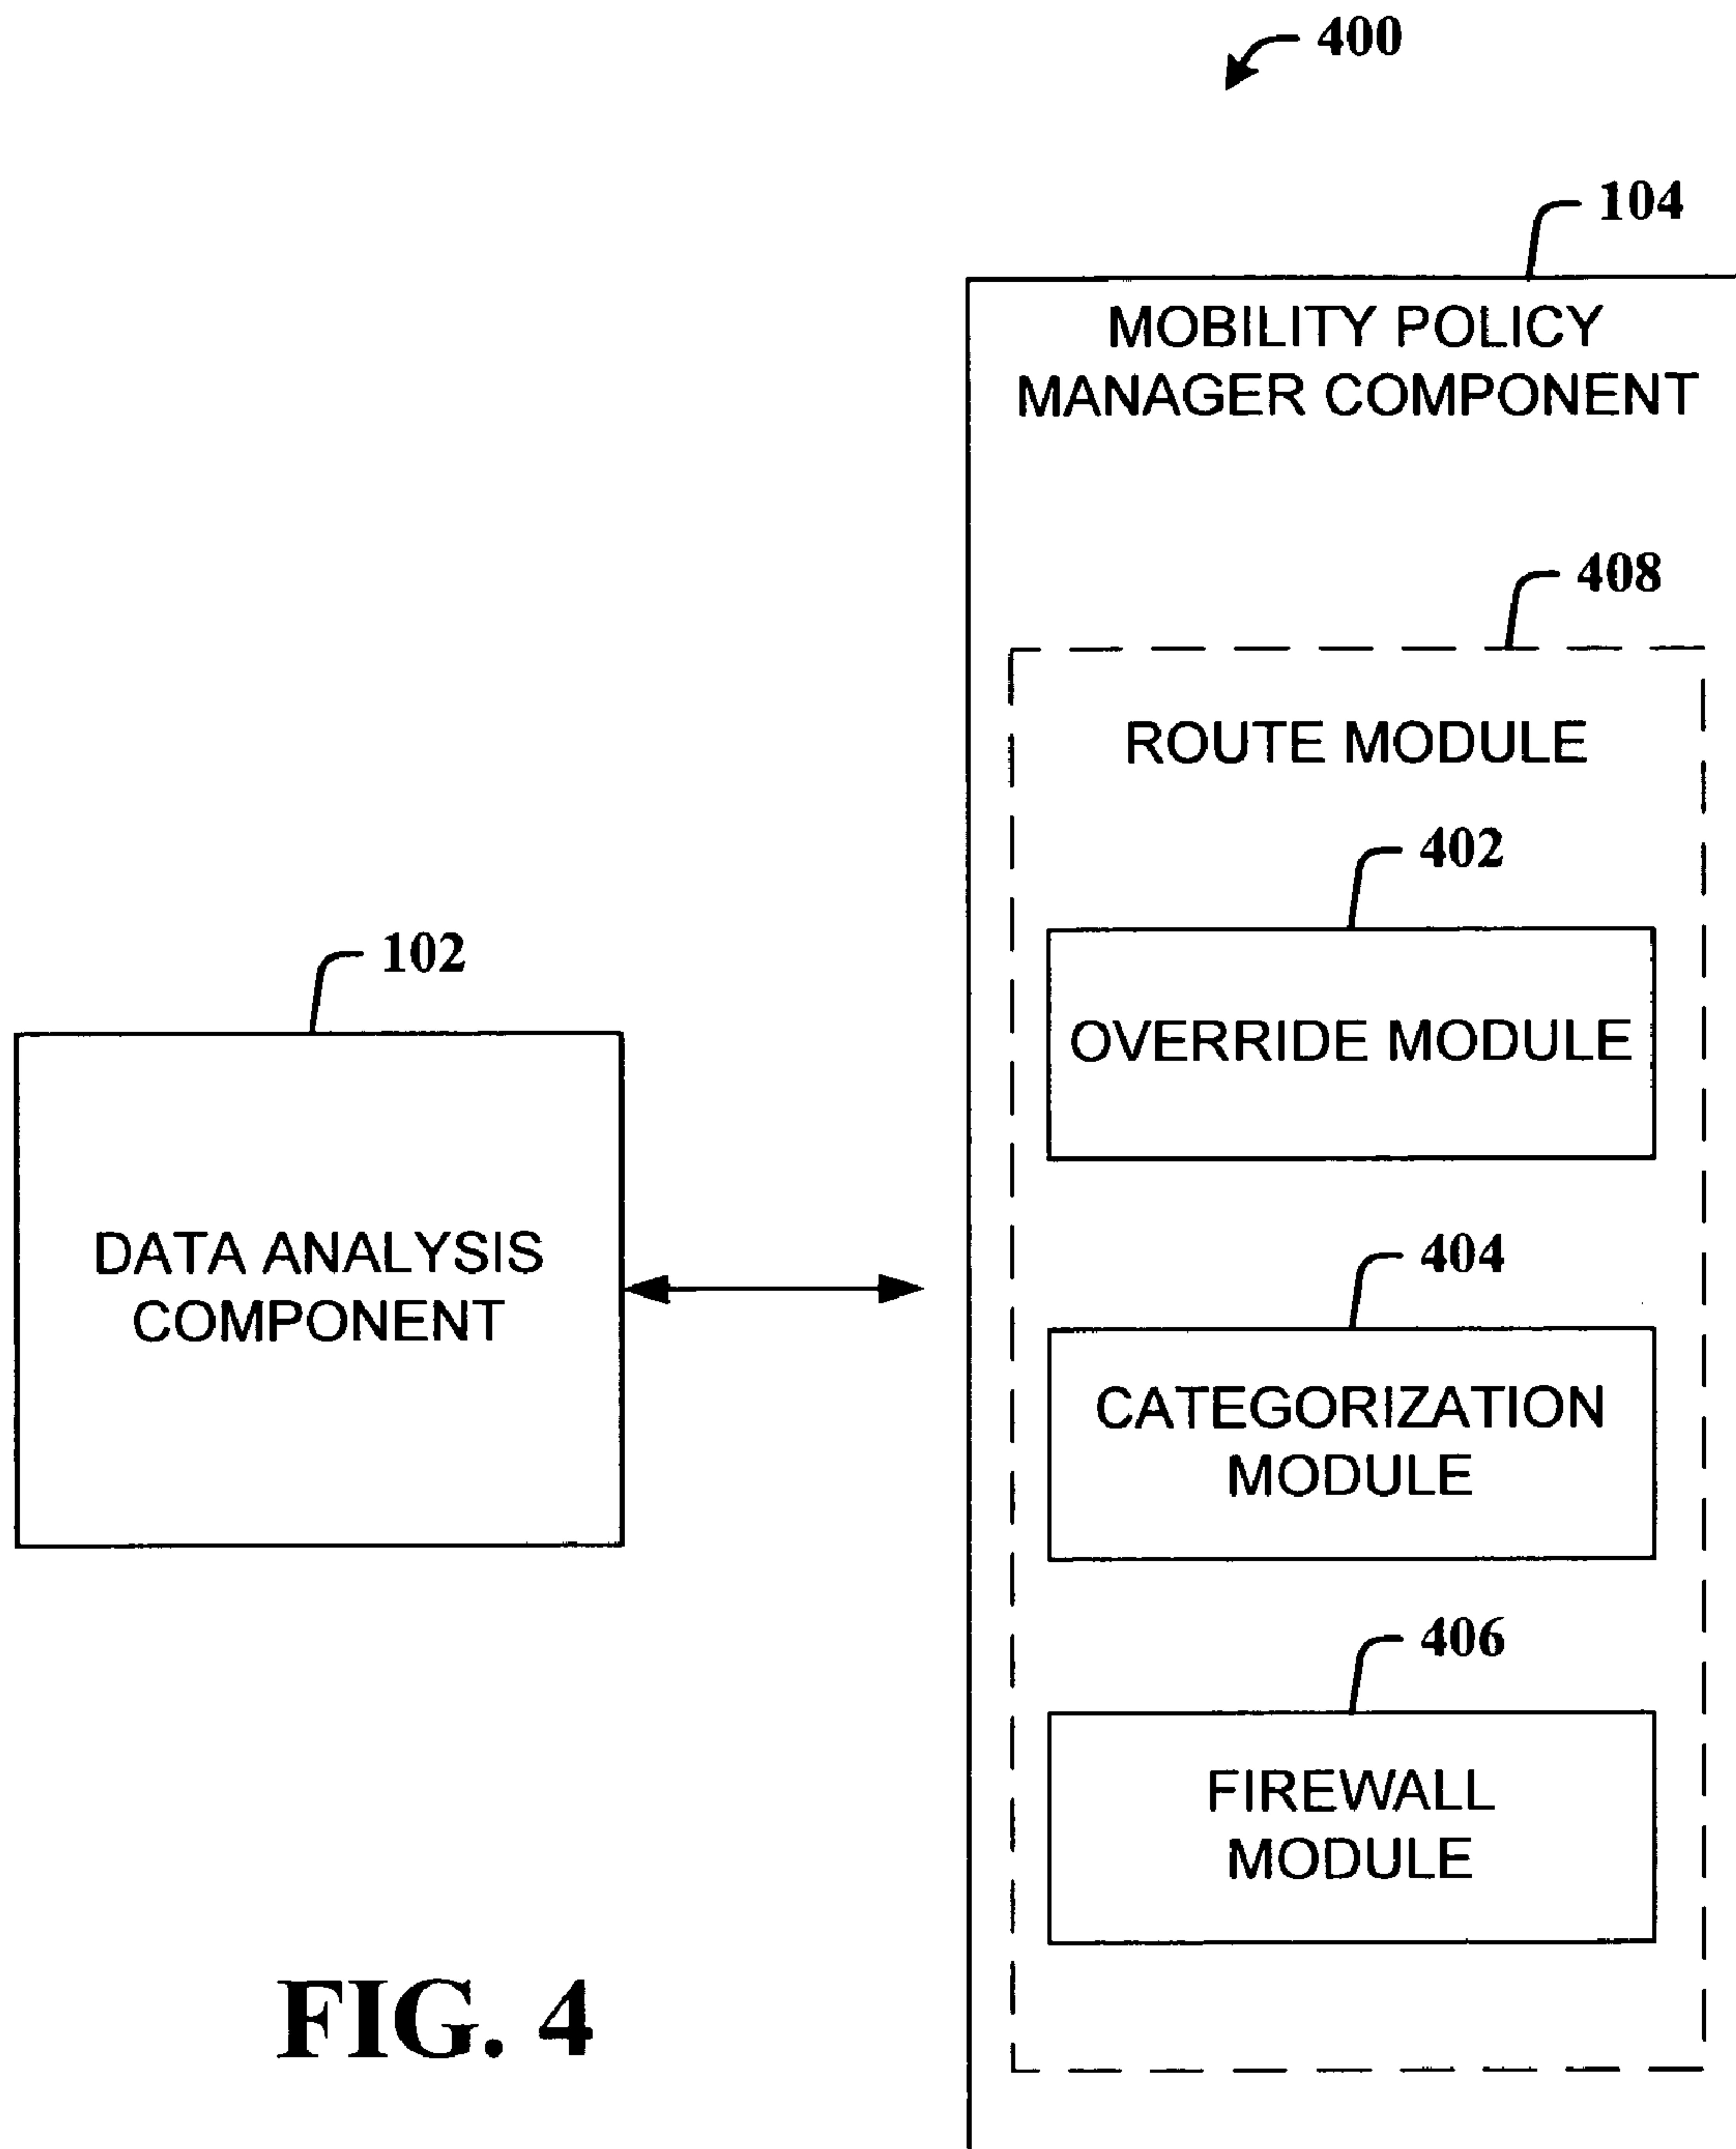 400
104
MOBILITY POLICY
MANAGER COMPONENT
408
ROUTE MODULE
402
OVERRIDE MODULE
102
DATA ANALYSIS
COMPONENT
404
CATEGORIZATION
MODULE
406
FIREWALL
MODULE
FIG. 4